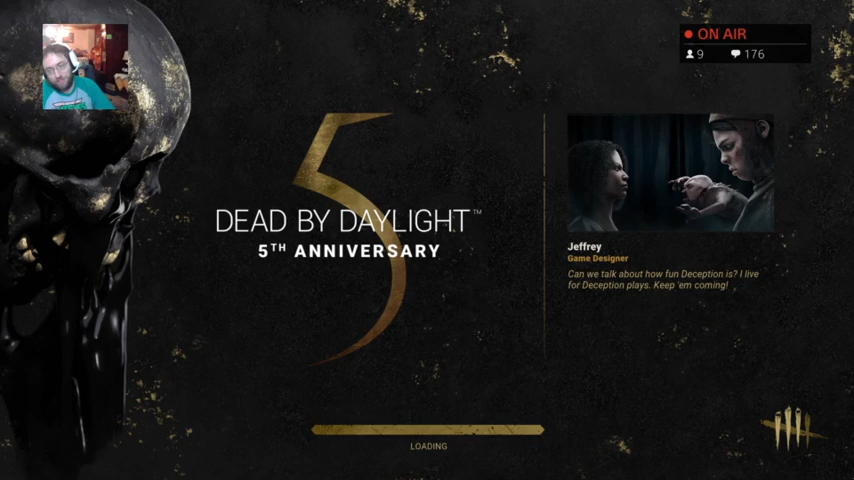 ON AIR
9 176
DEAD BY DAYLIGHT™
5TH ANNIVERSARY
Jeffrey
Game Designer
Can we talk about how fun Deception is? I live
for Deception plays. Keep 'em coming!
LOADING